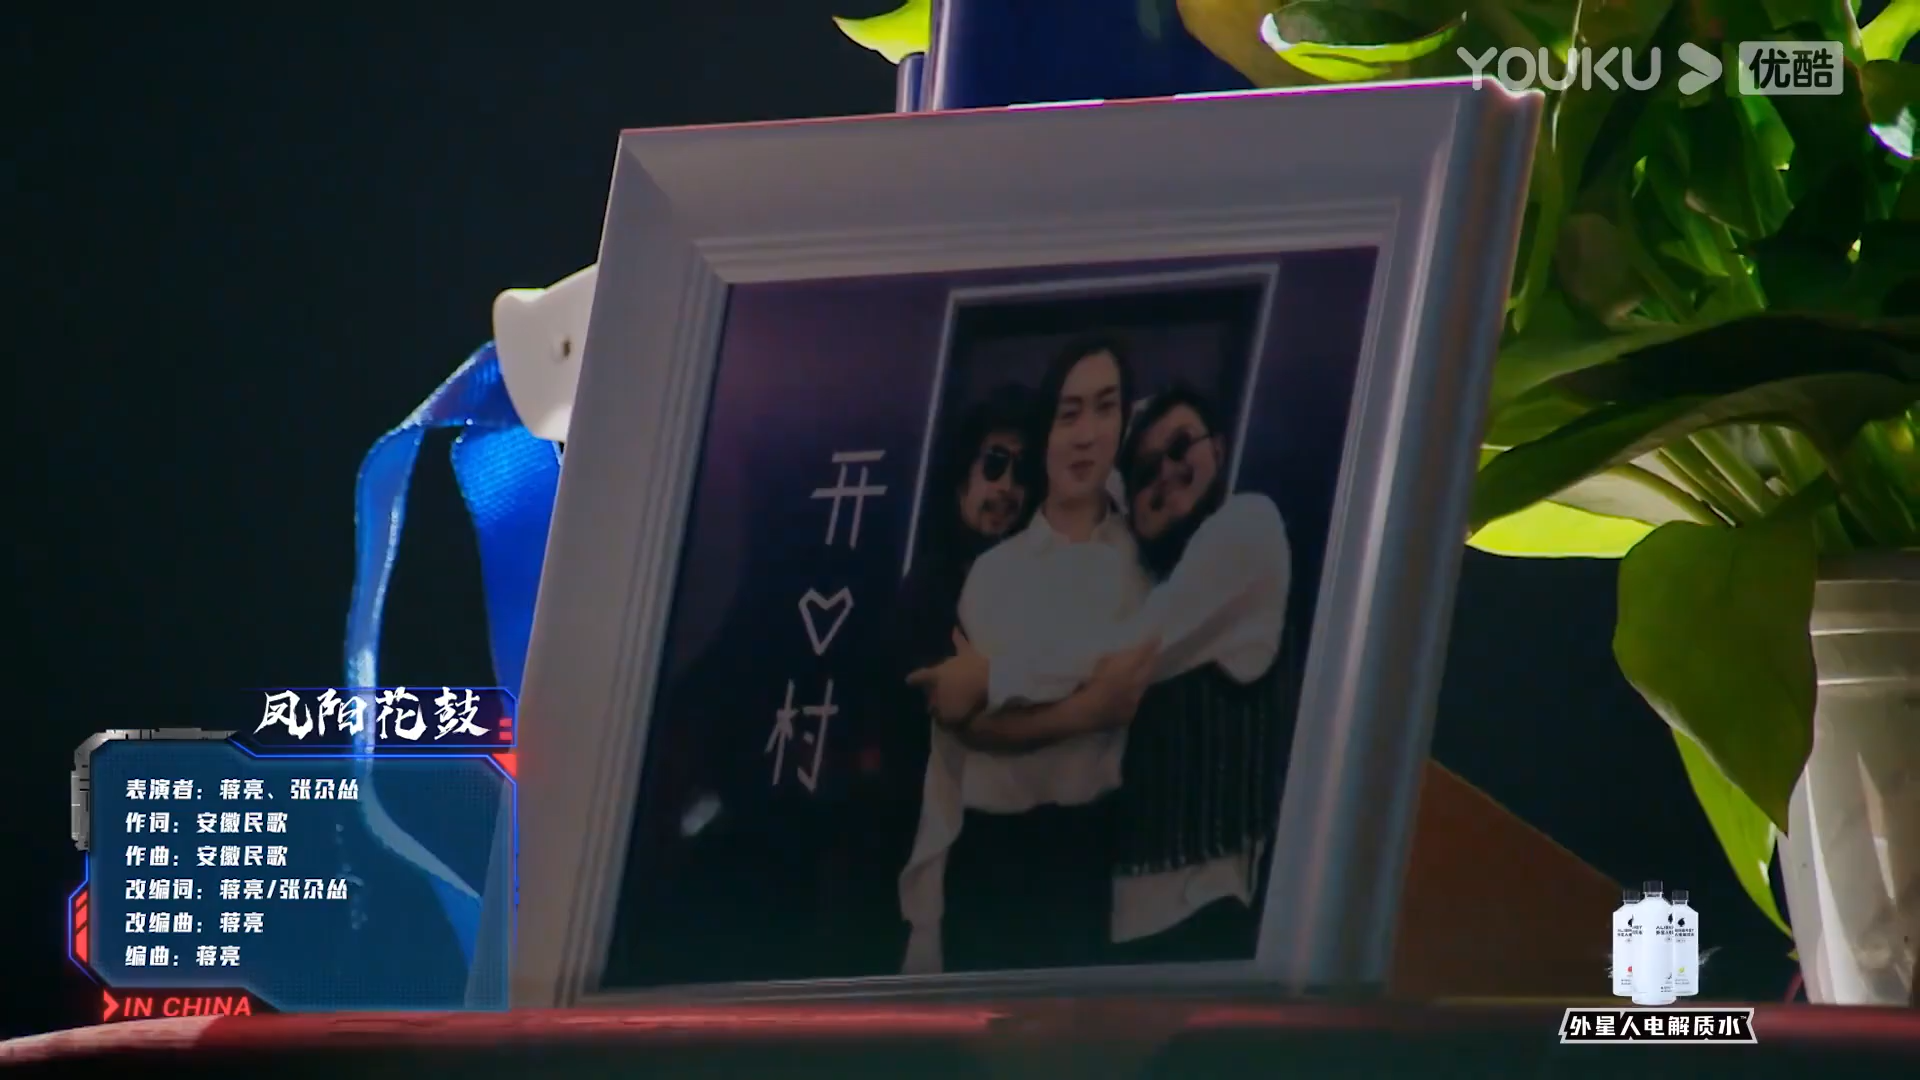 YOUKU 优酷
开
♡
村
凤阳花鼓
表演者：蒋亮、张尕怂
作词：安徽民歌
作曲：安徽民歌
改编词：蒋亮/张尕怂
改编曲：蒋亮
编曲：蒋亮
IN CHINA
外星人电解质水